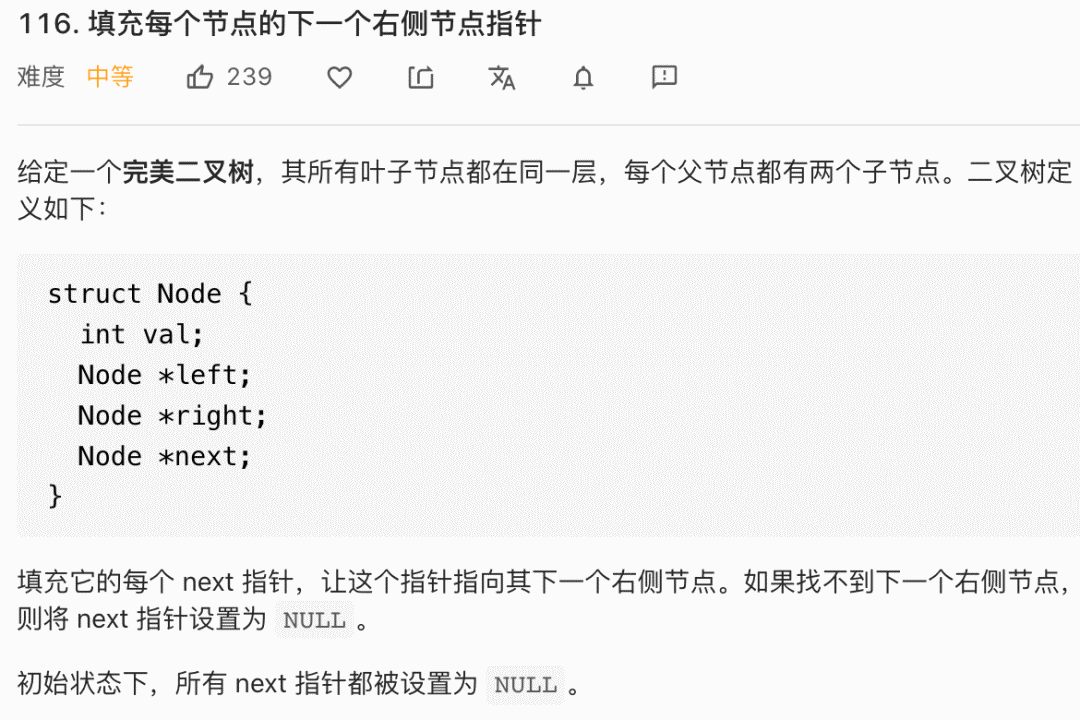 116. 填充每个节点的下一个右侧节点指针
难度 中等 239
给定一个完美二叉树，其所有叶子节点都在同一层，每个父节点都有两个子节点。二叉树定
义如下：
struct Node {
  int val;
  Node *left;
  Node *right;
  Node *next;
}
填充它的每个 next 指针，让这个指针指向其下一个右侧节点。如果找不到下一个右侧节点，
则将 next 指针设置为 NULL 。
初始状态下，所有 next 指针都被设置为 NULL 。